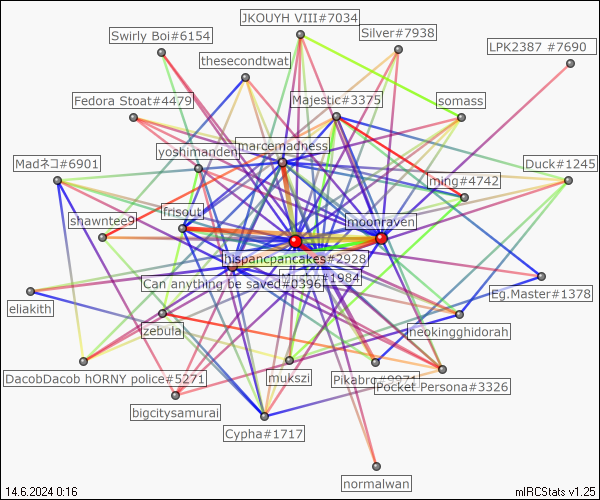 JKOUYH VIII#7034
Silver#7938
Swirly Boi#6154
LPK2387 #7690
thesecondtwat
Fedora Stoat#4479
Majestic#3375
somass
marcemadness
yoshimanden
Madネコ#6901
Duck#1245
ming#4742
frisout
shawntee9
moonraven
hispanicpancakes#2928
#1984
Can anything be saved#0396
Eg.Master#1378
eliakith
zebula
neokingghidorah
DacobDacob hORNY police#5271
mukszi
Pikabro#9971
Pocket Persona#3326
bigcitysamurai
Cypha#1717
normalwan
14.6.2024 0:16
mIRCStats v1.25